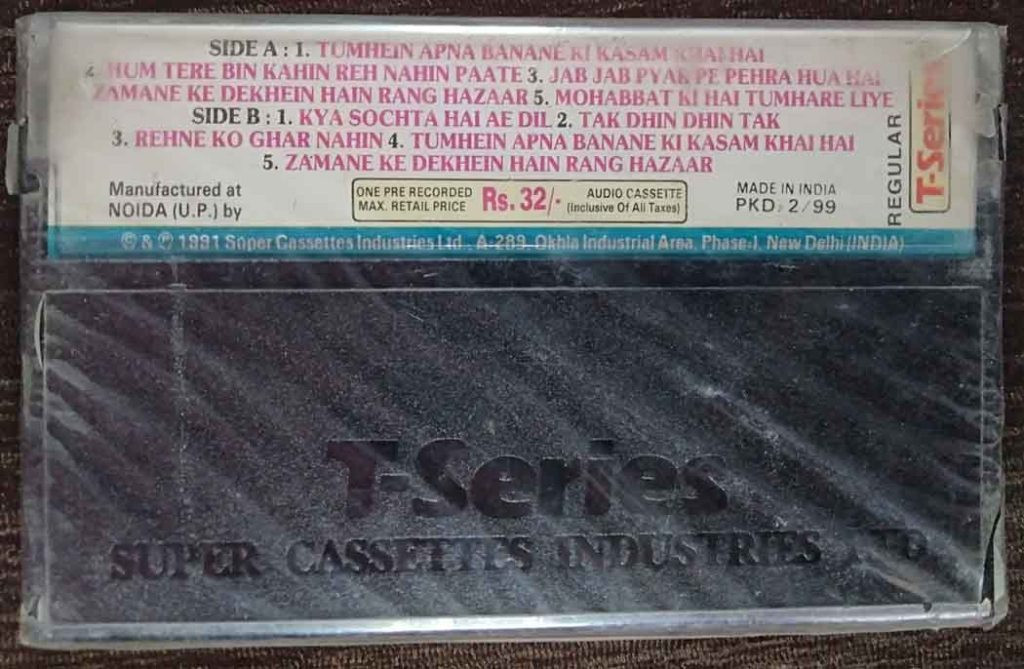 SIDE A : 1. TUMHEIN APNA BANANE KI KASAM KHAI HAI
2. HUM TERE BIN KAHIN REH NAHIN PAATE 3. JAB JAB PYAR PE PEHRA HUA HAI
ZAMANE KE DEKHEIN HAIN RANG HAZAAR 5. MOHABBAT KI HAI TUMHARE LIYE
SIDE B : 1. KYA SOCHTA HAI AE DIL 2. TAK DHIN DHIN TAK
3. REHNE KO GHAR NAHIN 4. TUMHEIN APNA BANANE KI KASAM KHAI HAI
5. ZAMANE KE DEKHEIN HAIN RANG HAZAAR
REGULAR
T-Series
Manufactured at
NOIDA (U.P.) by
ONE PRE RECORDED
MAX. RETAIL PRICE
Rs. 32/-
AUDIO CASSETTE
(Inclusive Of All Taxes)
MADE IN INDIA
PKD. 2/99
© & ℗ 1991 Super Cassettes Industries Ltd., A-289, Okhla Industrial Area, Phase-I, New Delhi (INDIA)
T-Series
SUPER CASSETTES INDUSTRIES LTD.